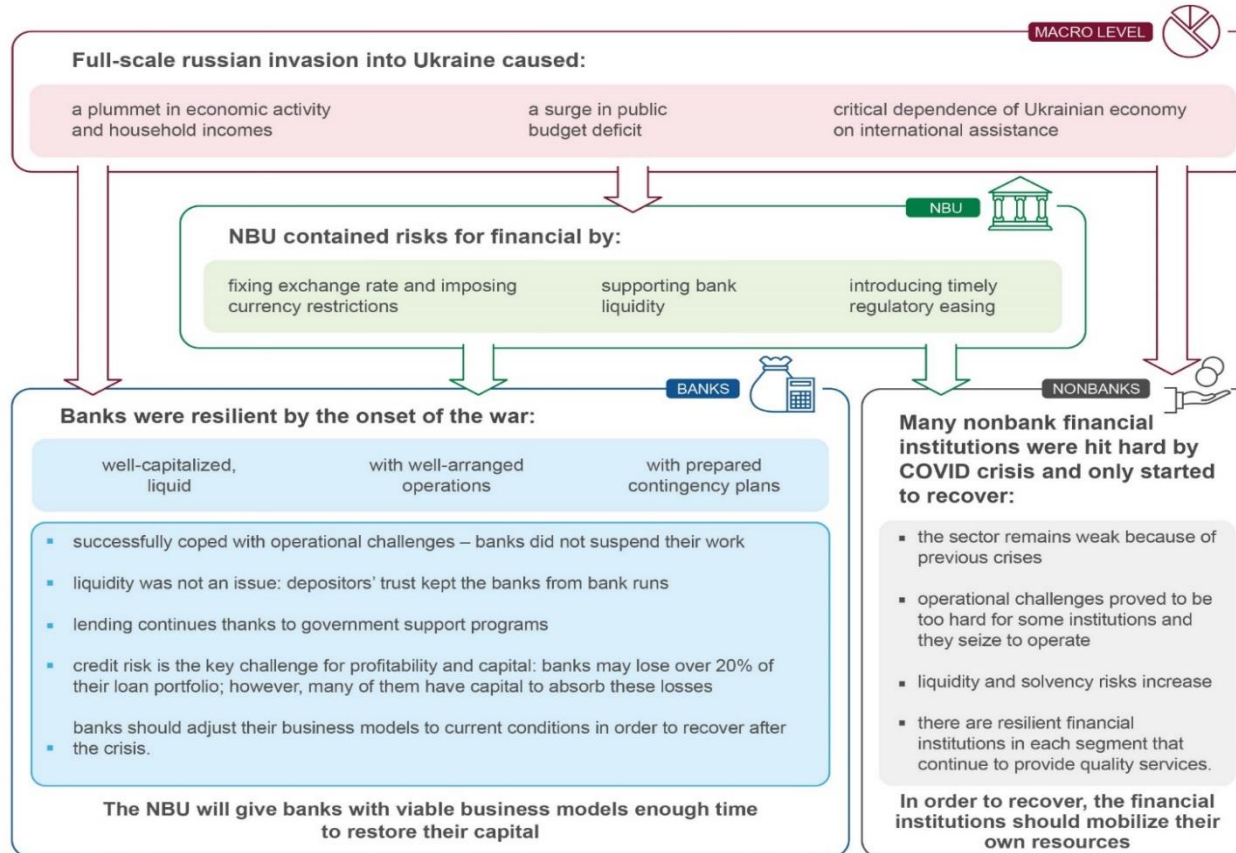 MACRO LEVEL
Full-scale russian invasion into Ukraine caused:
a plummet in economic activity
and household incomes
a surge in public
budget deficit
critical dependence of Ukrainian economy
on international assistance
NBU
NBU contained risks for financial by:
fixing exchange rate and imposing
currency restrictions
supporting bank
liquidity
introducing timely
regulatory easing
BANKS
Banks were resilient by the onset of the war:
well-capitalized,
liquid
with well-arranged
operations
with prepared
contingency plans
▪ successfully coped with operational challenges – banks did not suspend their work
▪ liquidity was not an issue: depositors' trust kept the banks from bank runs
▪ lending continues thanks to government support programs
▪ credit risk is the key challenge for profitability and capital: banks may lose over 20% of
their loan portfolio; however, many of them have capital to absorb these losses
banks should adjust their business models to current conditions in order to recover after
▪ the crisis.
The NBU will give banks with viable business models enough time
to restore their capital
NONBANKS
Many nonbank financial
institutions were hit hard by
COVID crisis and only started
to recover:
▪ the sector remains weak because of
previous crises
▪ operational challenges proved to be
too hard for some institutions and
they seize to operate
▪ liquidity and solvency risks increase
▪ there are resilient financial
institutions in each segment that
continue to provide quality services.
In order to recover, the financial
institutions should mobilize their
own resources